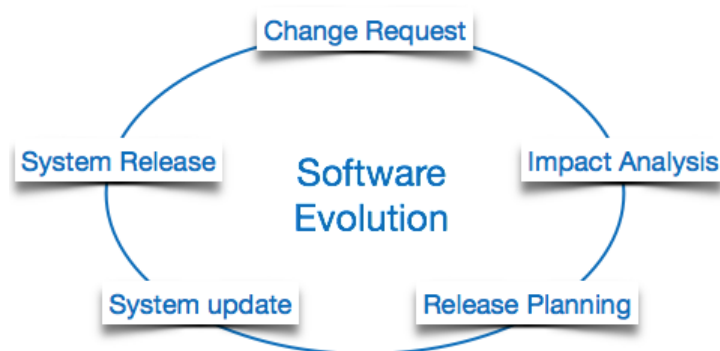 Change Request
System Release
Impact Analysis
Software
Evolution
System update
Release Planning